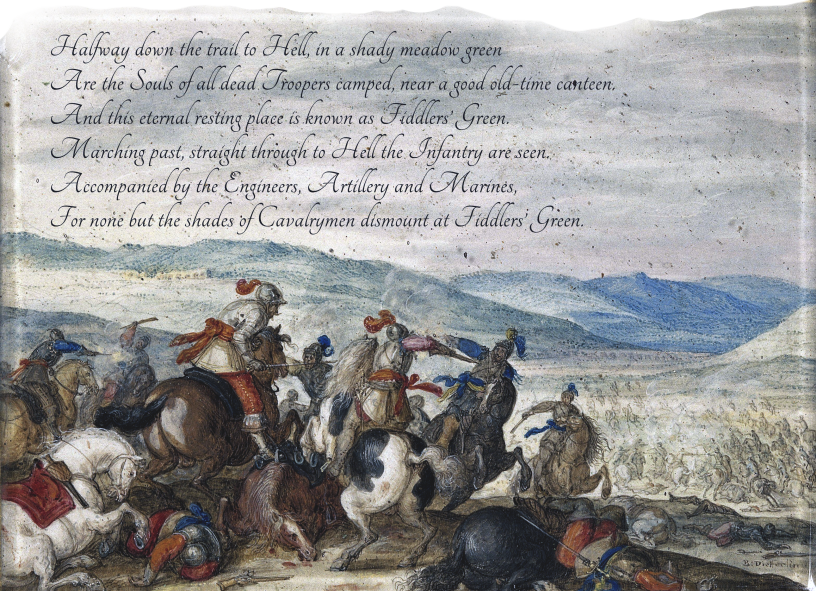 Halfway down the trail to Hell, in a shady meadow green
Are the Souls of all dead Troopers camped, near a good old-time canteen.
And this eternal resting place is known as Fiddlers' Green.
Marching past, straight through to Hell the Infantry are seen,
Accompanied by the Engineers, Artillery and Marines,
For none but the shades of Cavalrymen dismount at Fiddlers' Green.